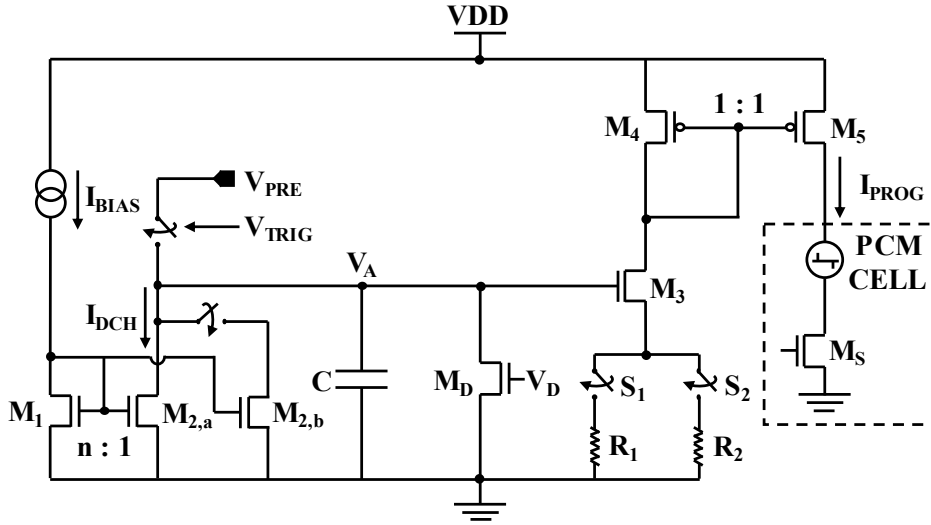 VDD
1 : 1
M4
M5
IBIAS
VPRE
IPROG
VTRIG
PCM
CELL
VA
M3
IDCH
MS
C
MD
VD
S1
S2
M1
M2,a
M2,b
n : 1
R1
R2